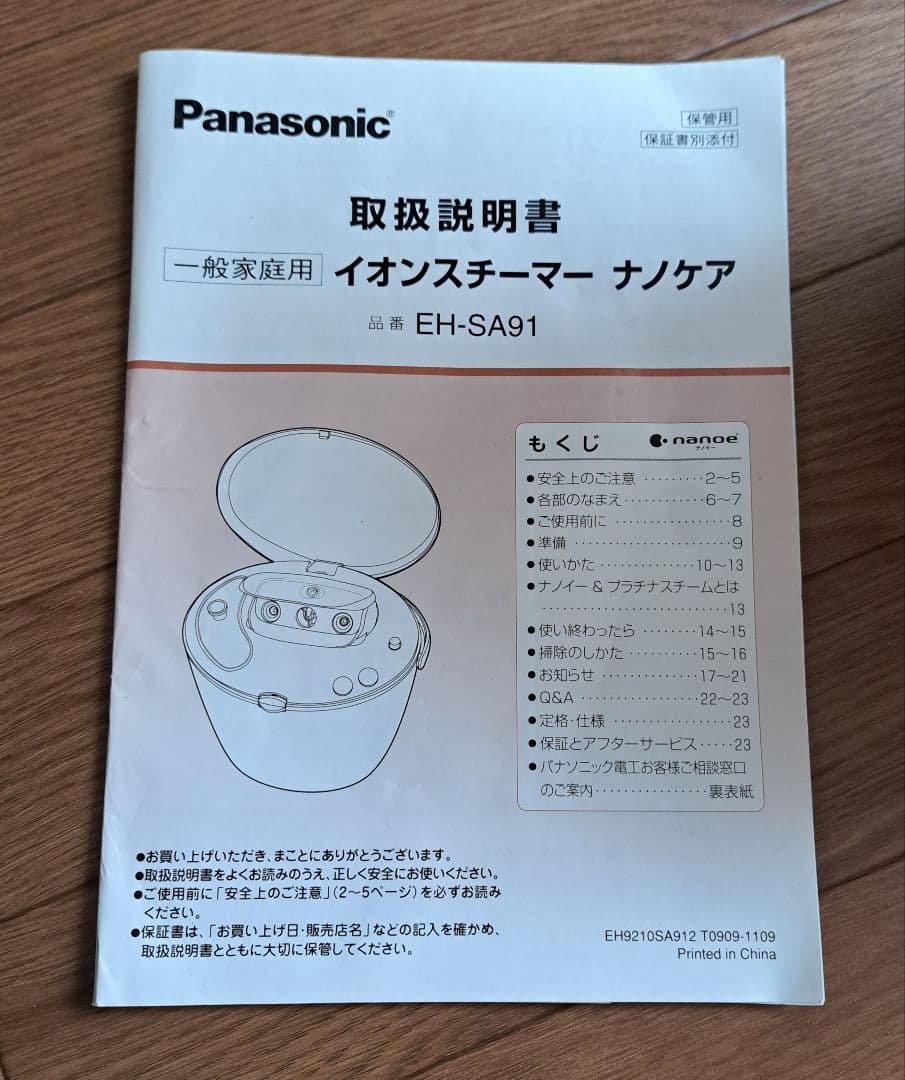 Panasonic®
保管用
保証書別添付
取扱説明書
一般家庭用 イオンスチーマー ナノケア
品番 EH-SA91
もくじ nanoe
ナノイー
●安全上のご注意 ·········2〜5
●各部のなまえ············6〜7
●ご使用前に ·················8
●準備 ························9
●使いかた ··············10〜13
●ナノイー & プラチナスチームとは
····························13
●使い終わったら ········14〜15
●掃除のしかた ··········15〜16
●お知らせ ··············17〜21
●Q&A ··················22〜23
●定格·仕様 ·················23
●保証とアフターサービス·····23
●パナソニック電工お客様ご相談窓口
のご案内·················裏表紙
●お買い上げいただき、まことにありがとうございます。
●取扱説明書をよくお読みのうえ、正しく安全にお使いください。
●ご使用前に「安全上のご注意」(2〜5ページ)を必ずお読み
ください。
●保証書は、「お買い上げ日·販売店名」などの記入を確かめ、
取扱説明書とともに大切に保管してください。
EH9210SA912 T0909-1109
Printed in China